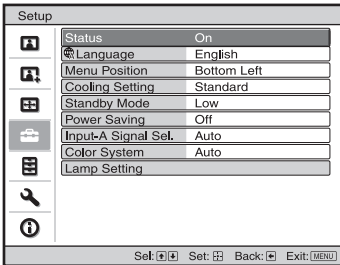 Setup
Status On
Language English
Menu Position Bottom Left
Cooling Setting Standard
Standby Mode Low
Power Saving Off
Input-A Signal Sel. Auto
Color System Auto
Lamp Setting
Sel: Set: Back: Exit: MENU